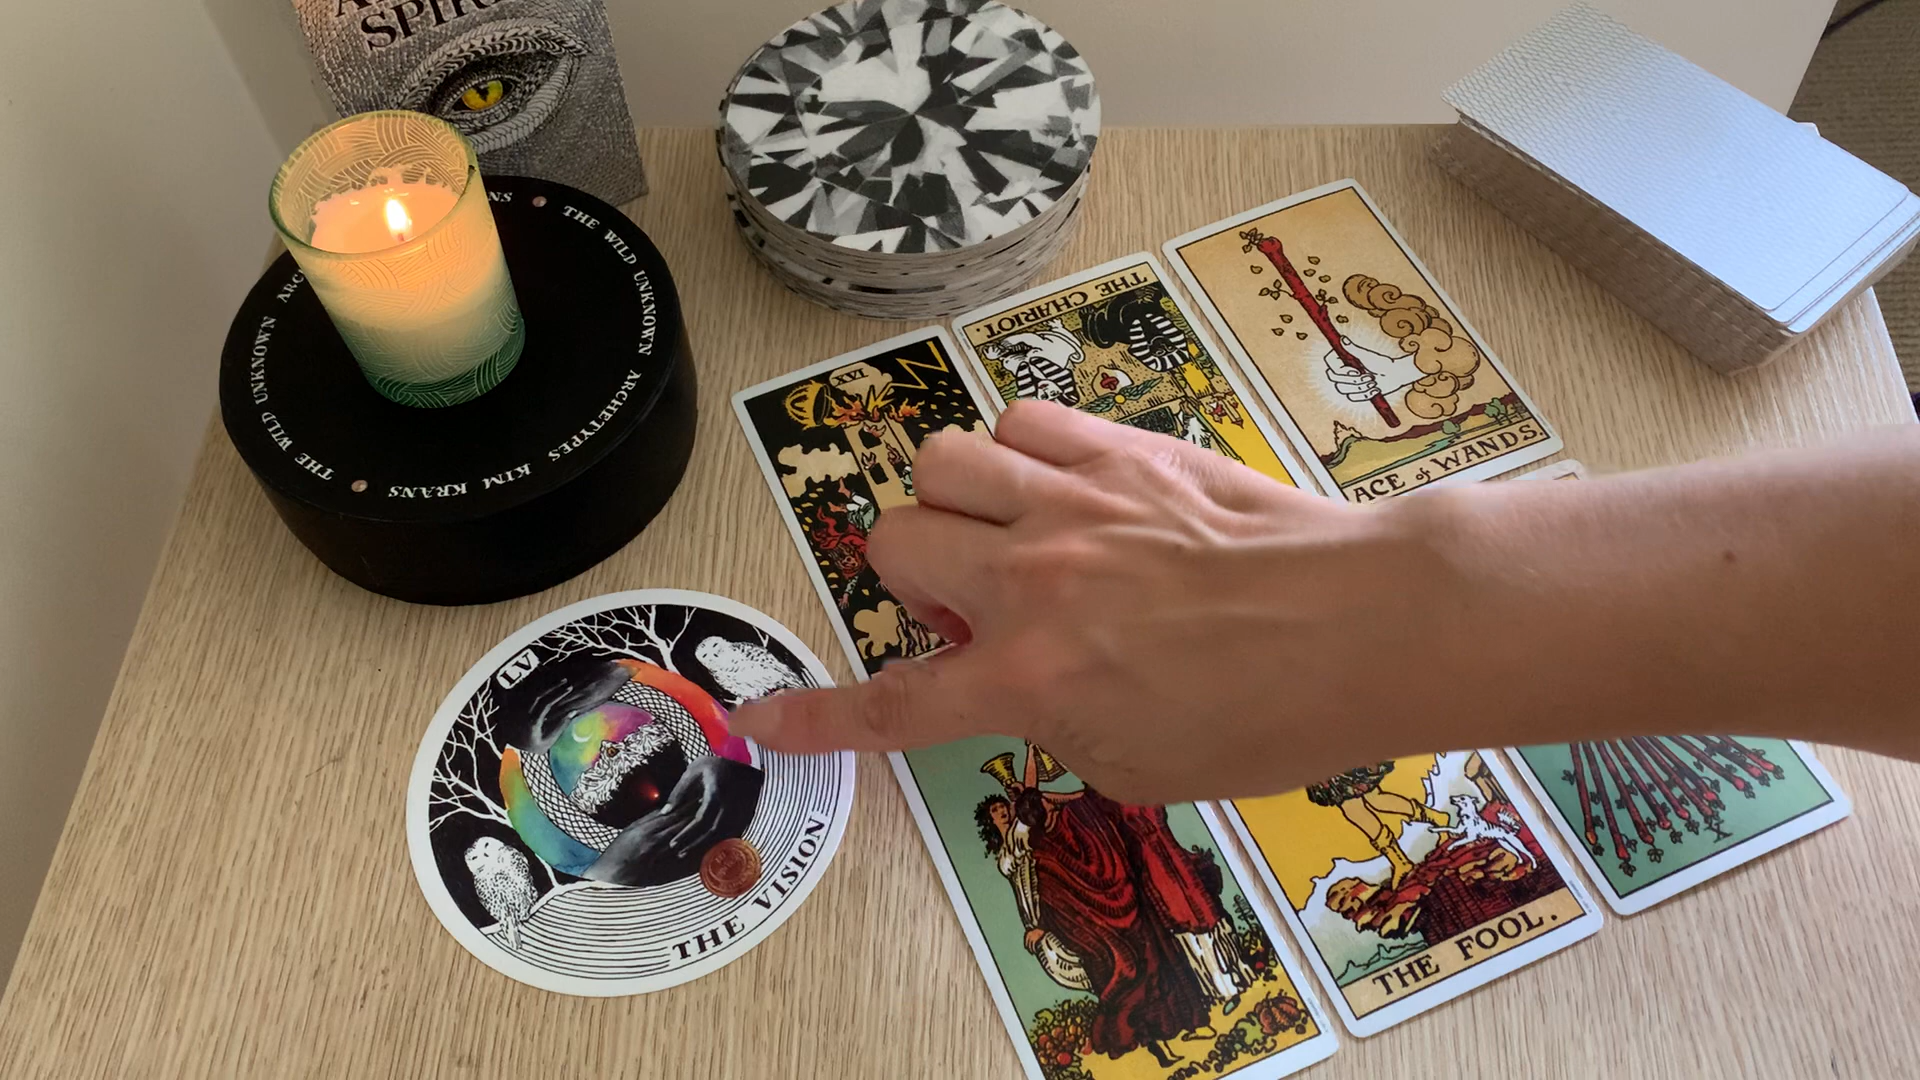 SPIRI
THE WILD UNKNOWN ARCHETYPES KIM KRANS
THE WILD UNKNOWN
XVI
THE CHARIOT.
ACE of WANDS.
LV
THE VISION
THE FOOL.